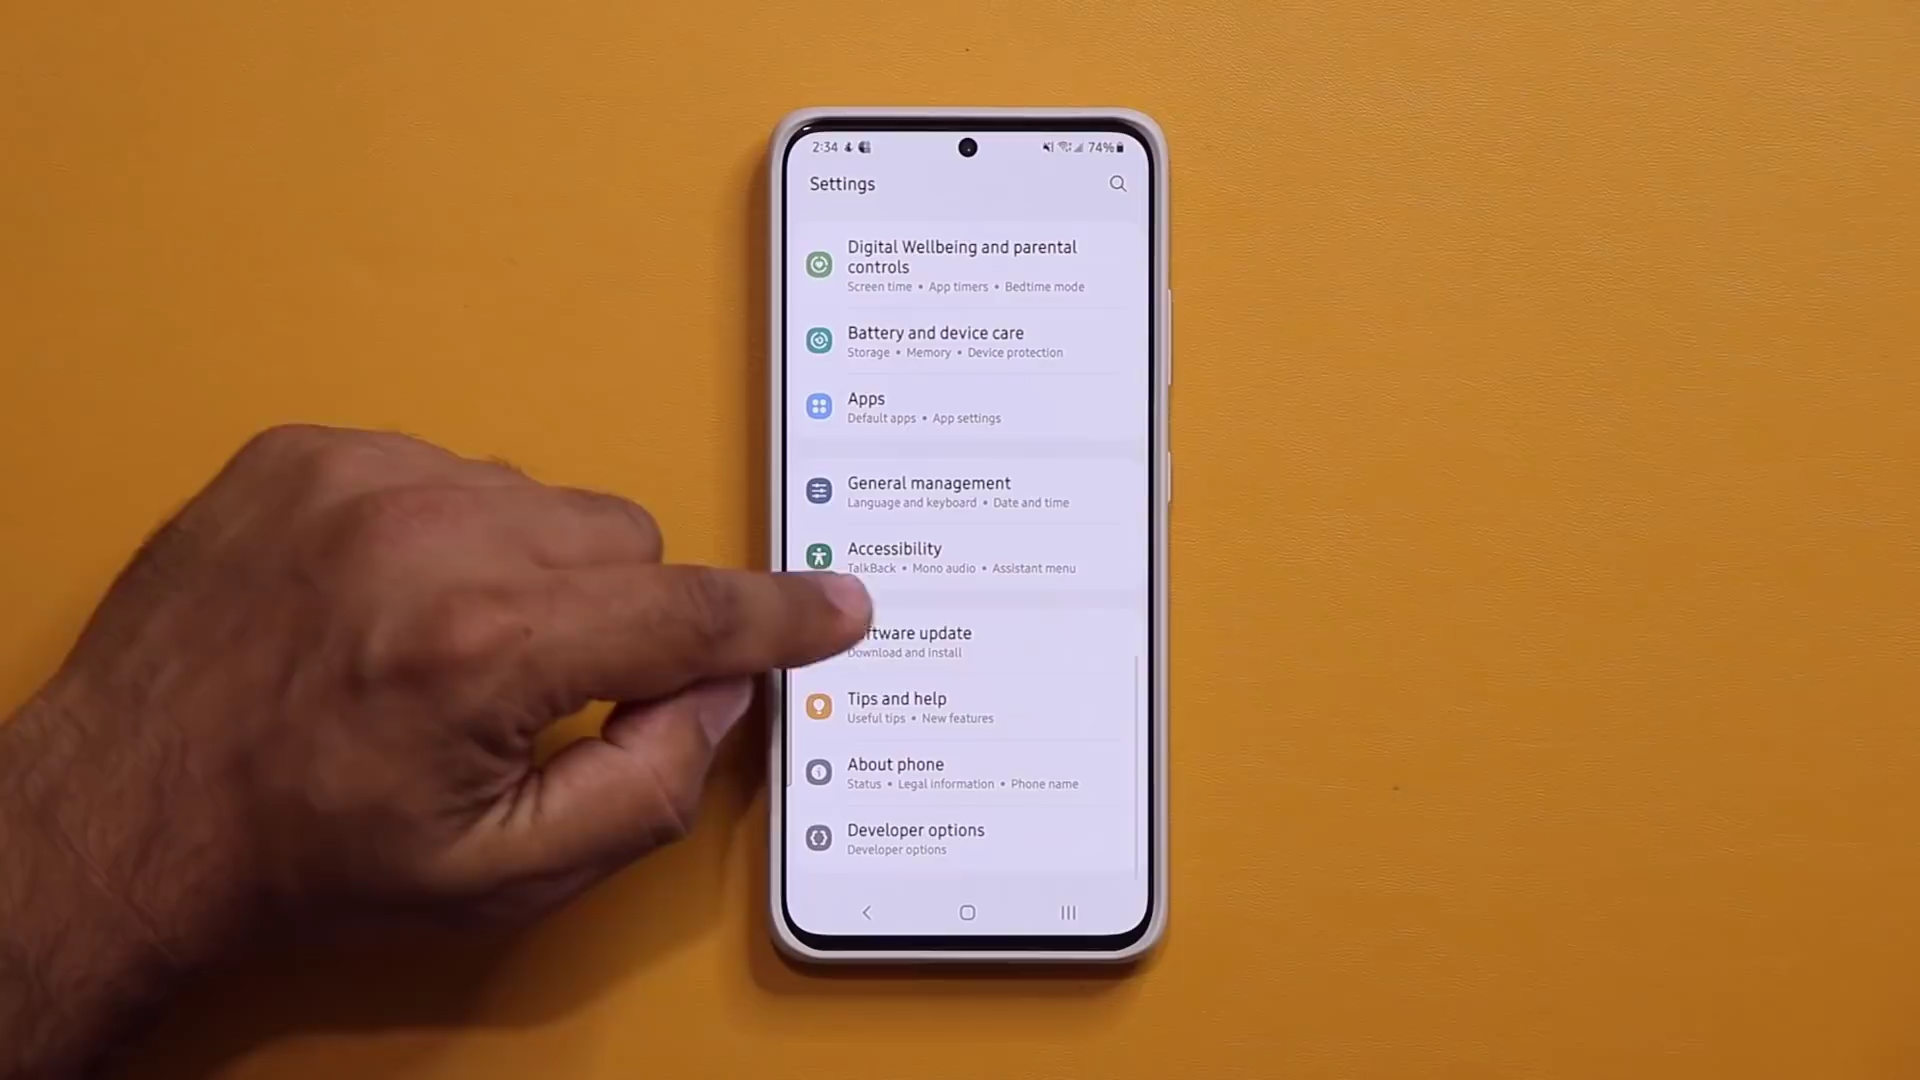 2:34 74%
Settings
Digital Wellbeing and parental
controls
Screen time • App timers • Bedtime mode
Battery and device care
Storage • Memory • Device protection
Apps
Default apps • App settings
General management
Language and keyboard • Date and time
Accessibility
TalkBack • Mono audio • Assistant menu
ftware update
Download and install
Tips and help
Useful tips • New features
About phone
Status • Legal information • Phone name
Developer options
Developer options